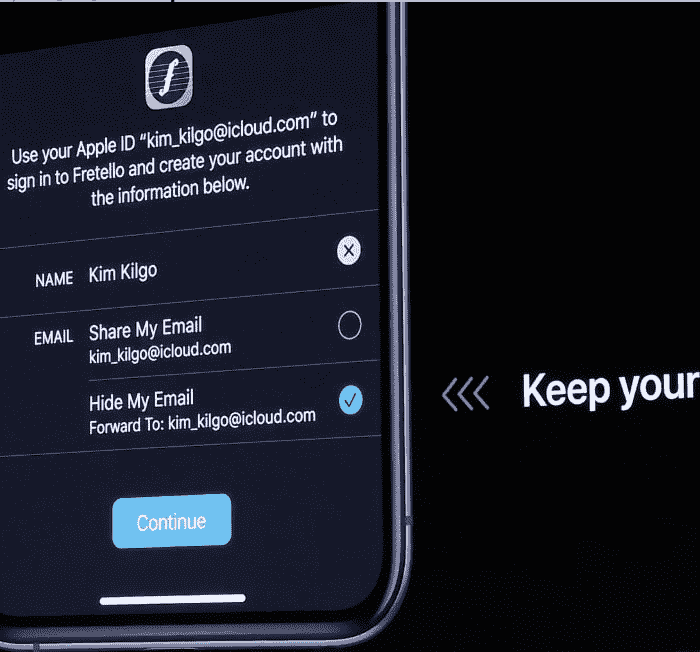 Use your Apple ID “kim_kilgo@icloud.com” to
sign in to Fretello and create your account with
the information below.
NAME Kim Kilgo
EMAIL Share My Email
kim_kilgo@icloud.com
Hide My Email
Forward To: kim_kilgo@icloud.com
Continue
Keep your